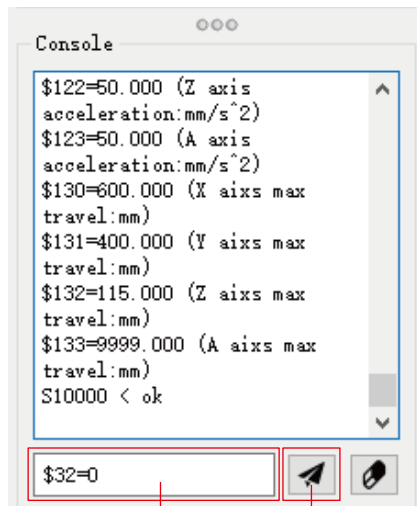 Console
$122=50.000 (Z axis
acceleration:mm/s^2)
$123=50.000 (A axis
acceleration:mm/s^2)
$130=600.000 (X aixs max
travel:mm)
$131=400.000 (Y aixs max
travel:mm)
$132=115.000 (Z aixs max
travel:mm)
$133=9999.000 (A aixs max
travel:mm)
S10000 < ok
$32=0